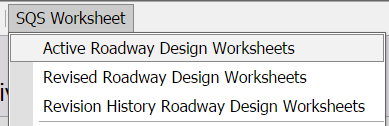 SQS Worksheet
Active Roadway Design Worksheets
Revised Roadway Design Worksheets
Revision History Roadway Design Worksheets